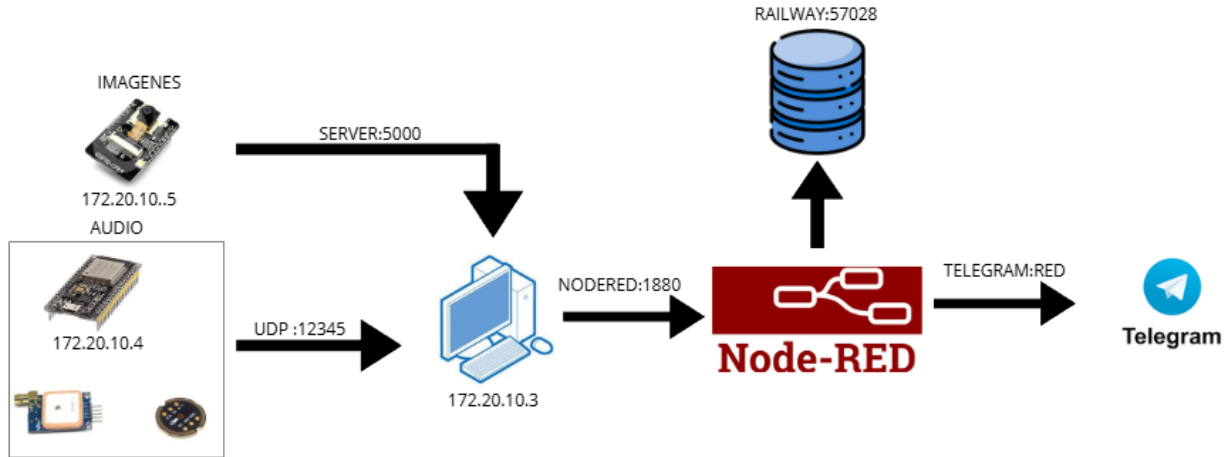 RAILWAY:57028
IMAGENES
SERVER:5000
172.20.10..5
AUDIO
172.20.10.4
UDP :12345
172.20.10.3
NODERED:1880
Node-RED
TELEGRAM:RED
Telegram